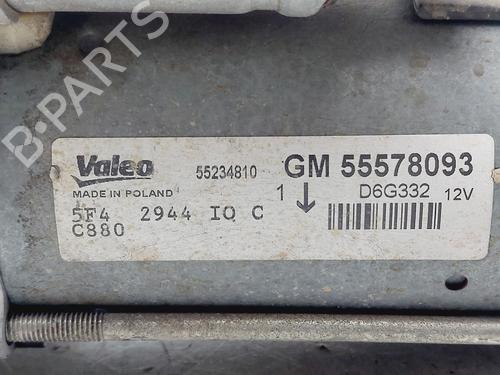 B-PARTS
Valeo 55234810 GM 55578093
MADE IN POLAND 1 D6G332 12V
5F4 2944 IO C
C880